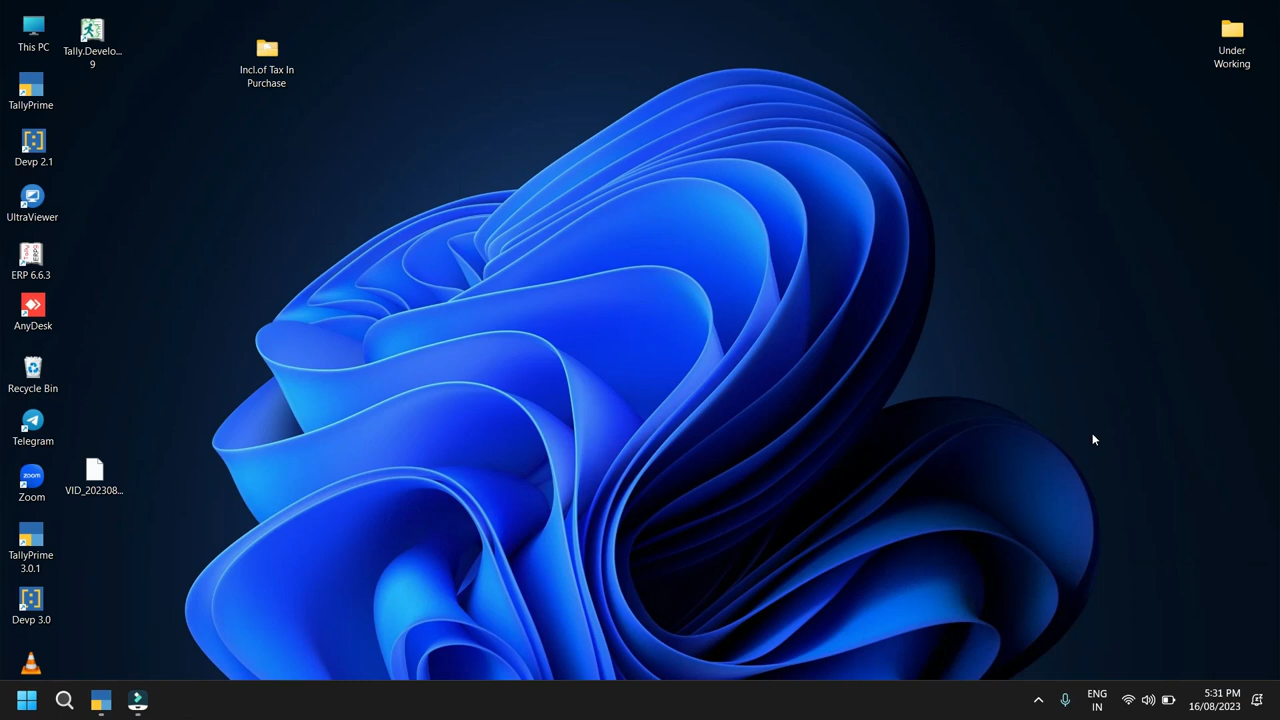 This PC
Tally.Develo...
9
TallyPrime
Devp 2.1
UltraViewer
ERP 6.6.3
AnyDesk
Recycle Bin
Telegram
zoom
Zoom
VID_202308...
TallyPrime
3.0.1
Devp 3.0
Incl.of Tax In
Purchase
Under
Working
ENG
IN
5:31 PM
16/08/2023